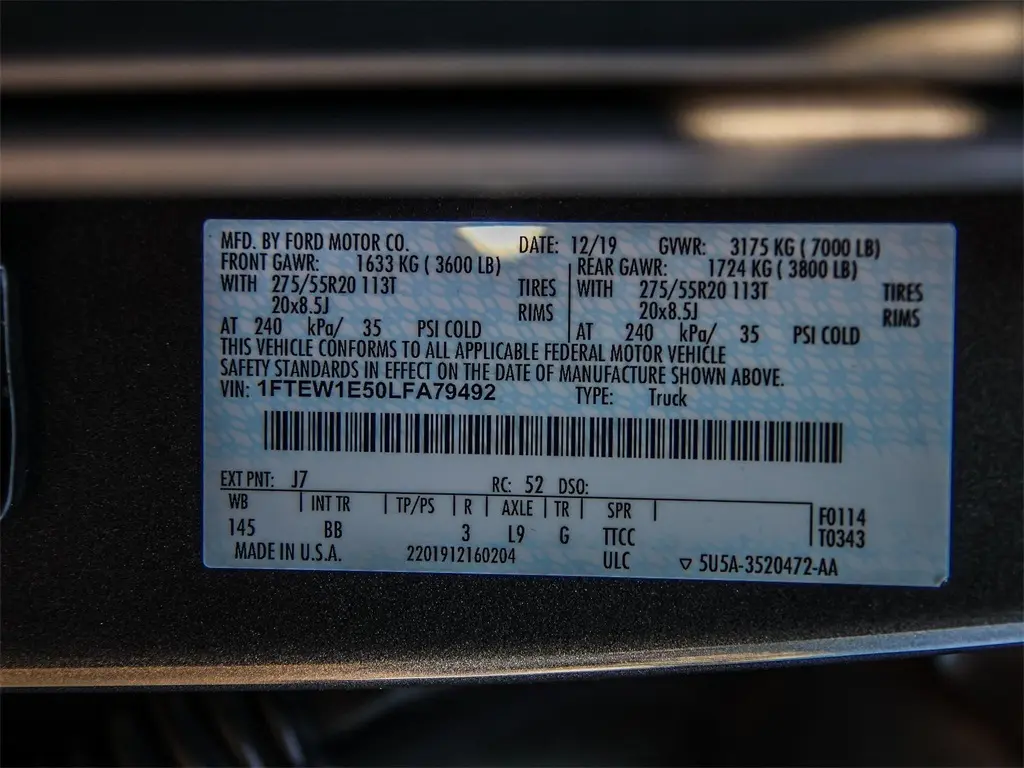 MFD. BY FORD MOTOR CO. DATE: 12/19 GVWR: 3175 KG ( 7000 LB)
FRONT GAWR: 1633 KG ( 3600 LB) REAR GAWR: 1724 KG ( 3800 LB)
WITH 275/55R20 113T TIRES WITH 275/55R20 113T TIRES
20x8.5J RIMS 20x8.5J RIMS
AT 240 kPa/ 35 PSI COLD AT 240 kPa/ 35 PSI COLD
THIS VEHICLE CONFORMS TO ALL APPLICABLE FEDERAL MOTOR VEHICLE
SAFETY STANDARDS IN EFFECT ON THE DATE OF MANUFACTURE SHOWN ABOVE.
VIN: 1FTEW1E50LFA79492 TYPE: Truck
EXT PNT: J7 RC: 52 DSO:
WB INT TR TP/PS R AXLE TR SPR F0114
145 BB 3 L9 G TTCC T0343
MADE IN U.S.A. 2201912160204 ULC ▽ 5U5A-3520472-AA